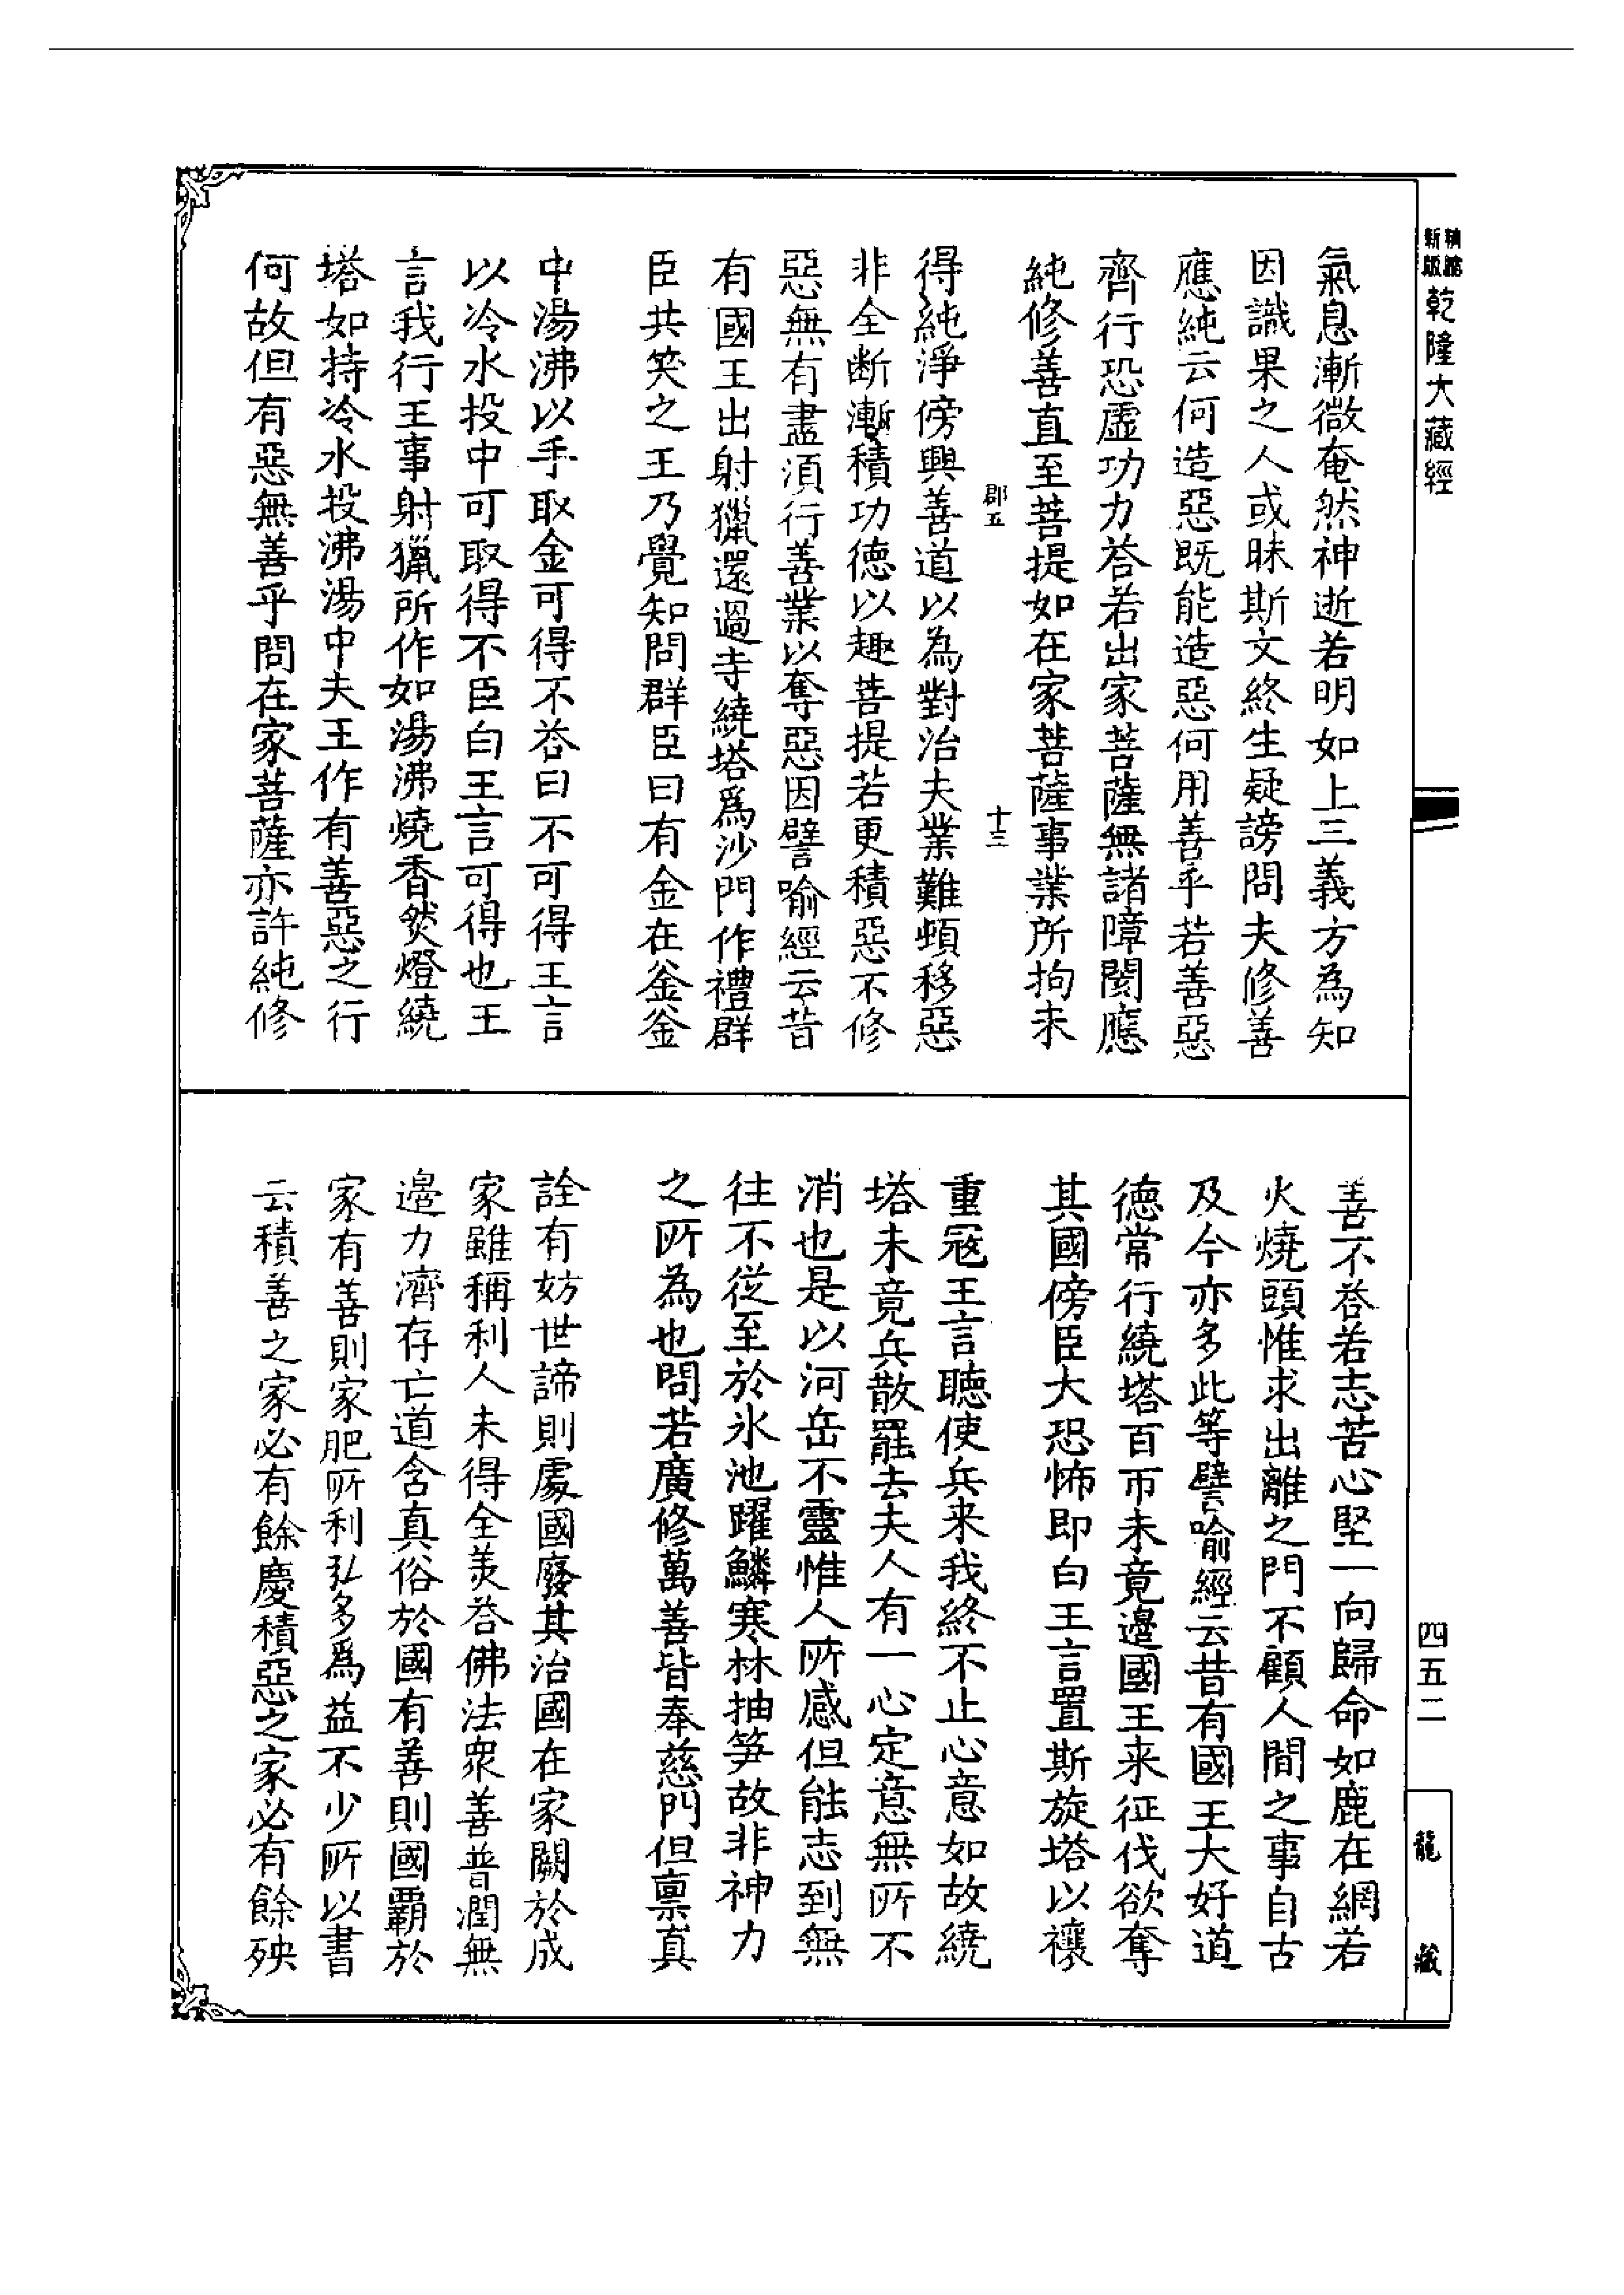 新版
精縮
乾隆大藏經
氣息漸微奄然神逝若明如上三義方為知
因識果之人或昧斯文終生疑謗問夫修善
應純云何造惡既能造惡何用善乎若善惡
齊行恐虛功力荅若出家菩薩無諸障閡應
純修善直至菩提如在家菩薩事業所拘未
郡五
十三
得純淨傍興善道以為對治夫業難頓移惡
非全断漸積功德以趣菩提若更積惡不修
惡無有盡須行善業以奪惡因譬喻經云昔
有國王出射獵還過寺繞塔爲沙門作禮群
臣共笑之王乃覺知問群臣曰有金在釜釜
中湯沸以手取金可得不荅曰不可得王言
以冷水投中可取得不臣白王言可得也王
言我行王事射獵所作如湯沸燒香然燈繞
塔如持冷水投沸湯中夫王作有善惡之行
何故但有惡無善乎問在家菩薩亦許純修
善不荅若志苦心堅一向歸命如鹿在網若
火燒頭惟求出離之門不顧人間之事自古
及今亦多此等譬喻經云昔有國王大好道
德常行繞塔百帀未竟邊國王来征伐欲奪
其國傍臣大恐怖即白王言置斯旋塔以禳
重冦王言聽使兵来我終不止心意如故繞
塔未竟兵散罷去夫人有一心定意無所不
消也是以河岳不靈惟人所感但能志到無
往不從至於氷池躍鱗寒林抽笋故非神力
之所為也問若廣修萬善皆奉慈門但禀真
詮有妨世諦則處國廢其治國在家闕於成
家雖稱利人未得全美荅佛法衆善普潤無
邊力濟存亡道含真俗於國有善則國霸於
家有善則家肥所利弘多爲益不少所以書
云積善之家必有餘慶積惡之家必有餘殃
四五二
龍藏